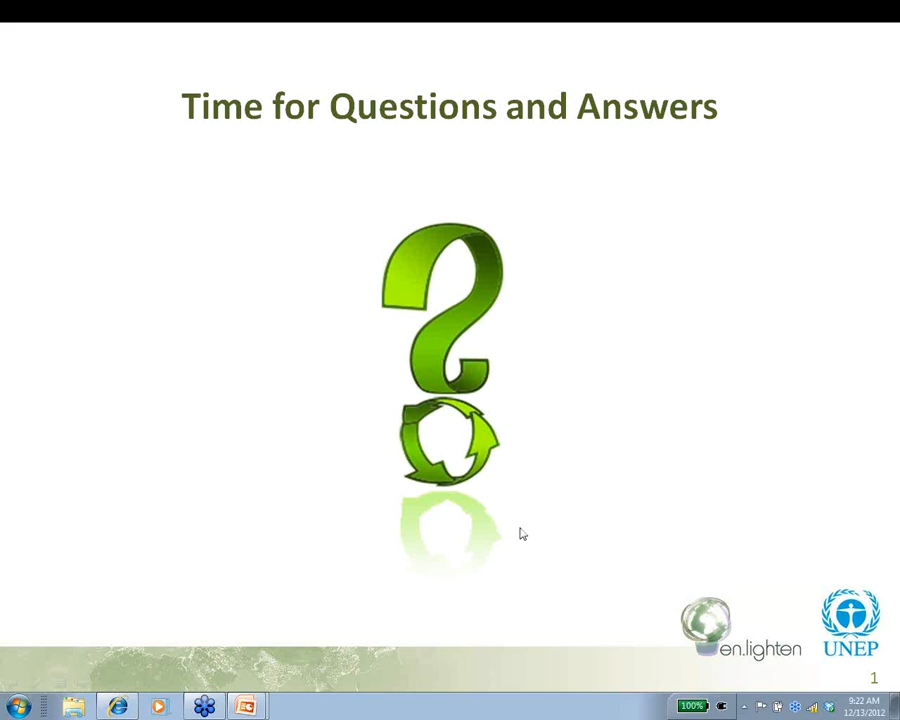 Time for Questions and Answers
en.lighten
UNEP
1
100%
9:22 AM
12/13/2012